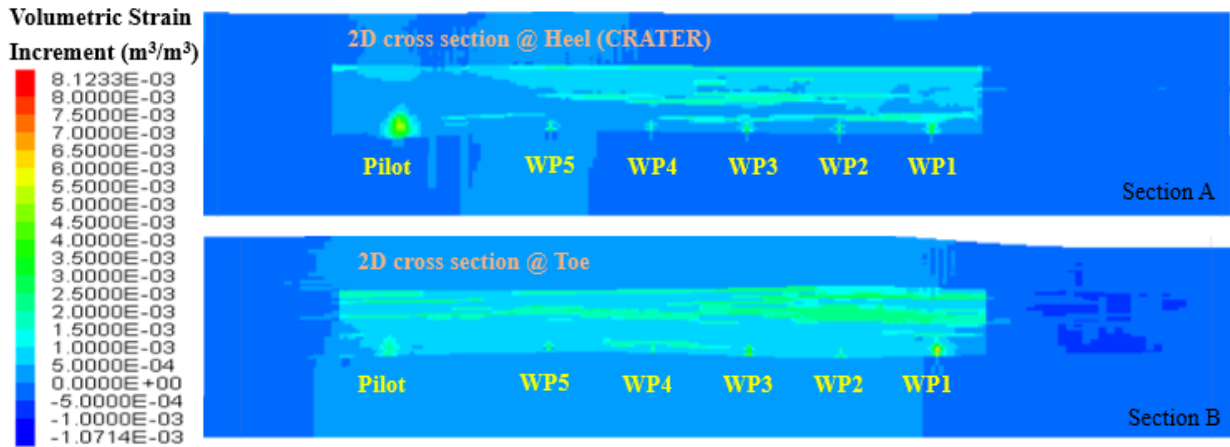 Volumetric Strain
Increment (m³/m³)
8.1233E-03
8.0000E-03
7.5000E-03
7.0000E-03
6.5000E-03
6.0000E-03
5.5000E-03
5.0000E-03
4.5000E-03
4.0000E-03
3.5000E-03
3.0000E-03
2.5000E-03
2.0000E-03
1.5000E-03
1.0000E-03
5.0000E-04
0.0000E+00
-5.0000E-04
-1.0000E-03
-1.0714E-03
2D cross section @ Heel (CRATER)
Pilot WP5 WP4 WP3 WP2 WP1
Section A
2D cross section @ Toe
Pilot WP5 WP4 WP3 WP2 WP1
Section B